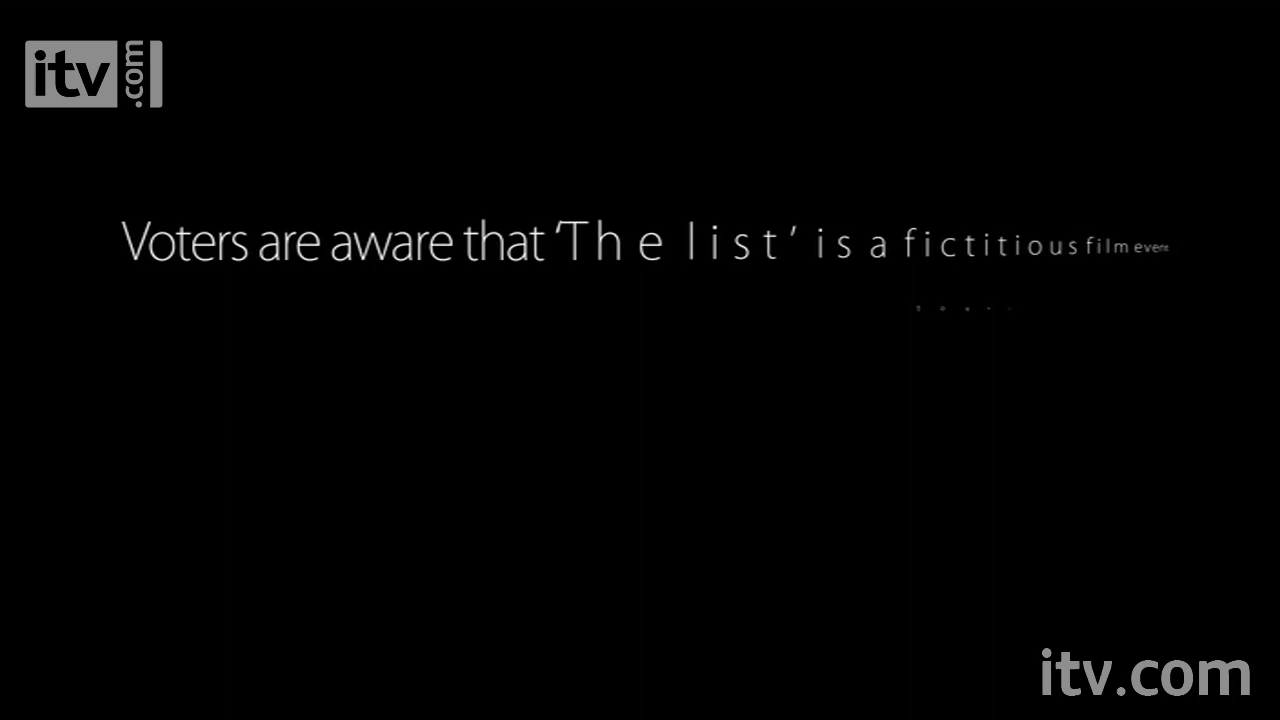 itv.com
Voters are aware that ‘The list’ is a fictitious film event
itv.com